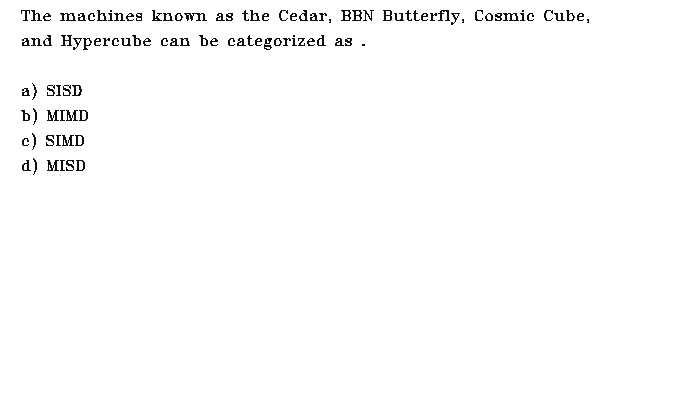 The machines known as the Cedar, BBN Butterfly, Cosmic Cube,
and Hypercube can be categorized as .
a) SISD
b) MIMD
c) SIMD
d) MISD